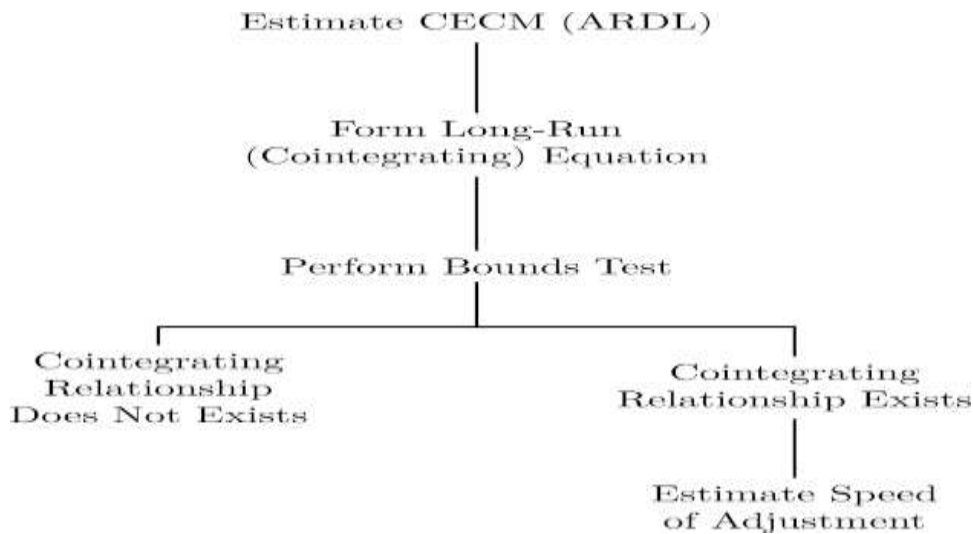 Estimate CECM (ARDL)
Form Long-Run
(Cointegrating) Equation
Perform Bounds Test
Cointegrating
Relationship
Does Not Exists
Cointegrating
Relationship Exists
Estimate Speed
of Adjustment